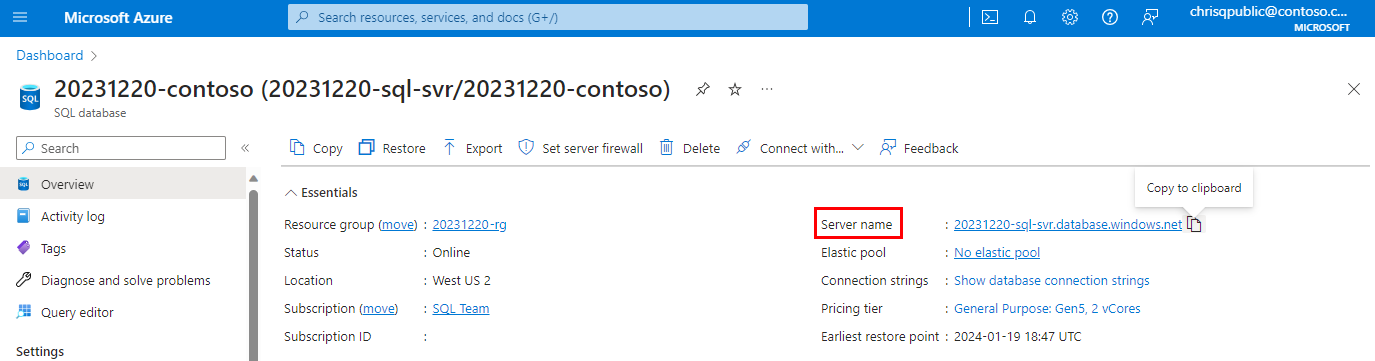 Microsoft Azure
Search resources, services, and docs (G+/)
chrisqpublic@contoso.c...
MICROSOFT
Dashboard
20231220-contoso (20231220-sql-svr/20231220-contoso)
SQL
SQL database
Search
Copy
Restore
Export
Set server firewall
Delete
Connect with...
Feedback
SQL Overview
Activity log
Tags
Diagnose and solve problems
Query editor
Settings
Essentials
Copy to clipboard
Resource group (move) : 20231220-rg
Status : Online
Location : West US 2
Subscription (move) : SQL Team
Subscription ID :
Server name : 20231220-sql-svr.database.windows.net
Elastic pool : No elastic pool
Connection strings : Show database connection strings
Pricing tier : General Purpose: Gen5, 2 vCores
Earliest restore point : 2024-01-19 18:47 UTC